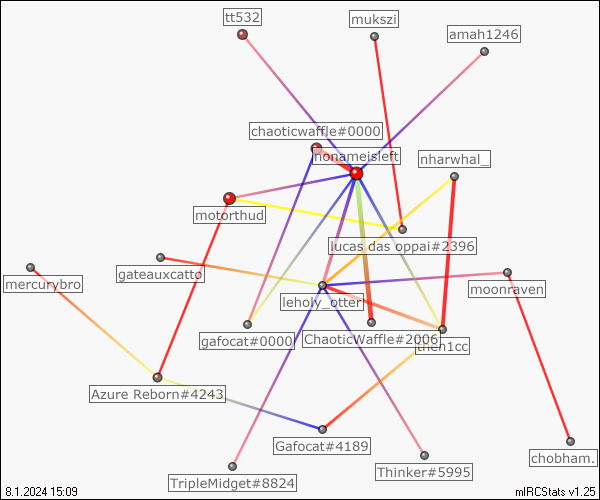 tt532
mukszi
amah1246
chaoticwaffle#0000
nonameisleft
nharwhal_
motorthud
lucas das oppai#2396
gateauxcatto
mercurybro
moonraven
leholy_otter
gafocat#0000
ChaoticWaffle#2006
then1cc
Azure Reborn#4243
Gafocat#4189
chobham.
Thinker#5995
TripleMidget#8824
8.1.2024 15:09
mIRCStats v1.25